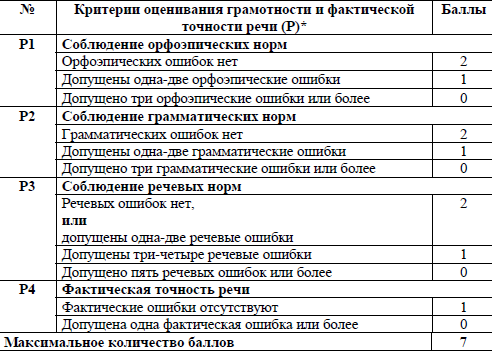 № Критерии оценивания грамотности и фактической точности речи (Р)* Баллы
Р1 Соблюдение орфоэпических норм
Орфоэпических ошибок нет 2
Допущены одна-две орфоэпические ошибки 1
Допущено три орфоэпические ошибки или более 0
Р2 Соблюдение грамматических норм
Грамматических ошибок нет 2
Допущены одна-две грамматические ошибки 1
Допущено три грамматические ошибки или более 0
Р3 Соблюдение речевых норм
Речевых ошибок нет, 2
или
допущены одна-две речевые ошибки
Допущены три-четыре речевые ошибки 1
Допущено пять речевых ошибок или более 0
Р4 Фактическая точность речи
Фактические ошибки отсутствуют 1
Допущена одна фактическая ошибка или более 0
Максимальное количество баллов 7